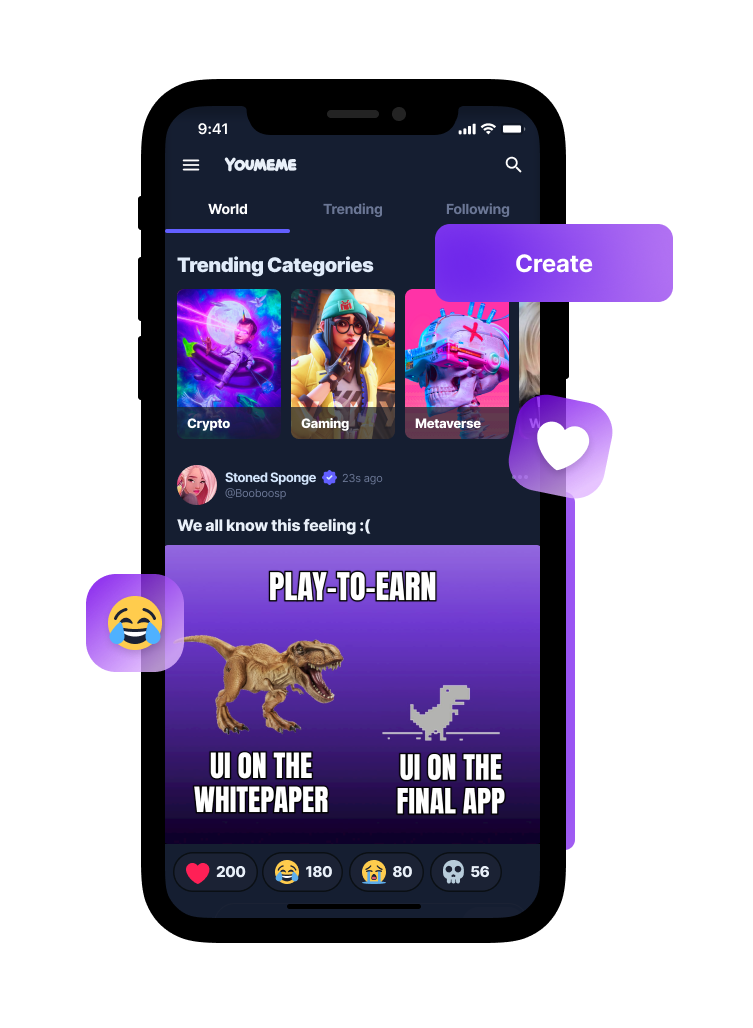 9:41
YOUMEME
World Trending Following
Create
Trending Categories
Crypto Gaming Metaverse
Stoned Sponge 23s ago
@Booboosp
We all know this feeling :(
PLAY-TO-EARN
UI ON THE
WHITEPAPER
UI ON THE
FINAL APP
200 180 80 56